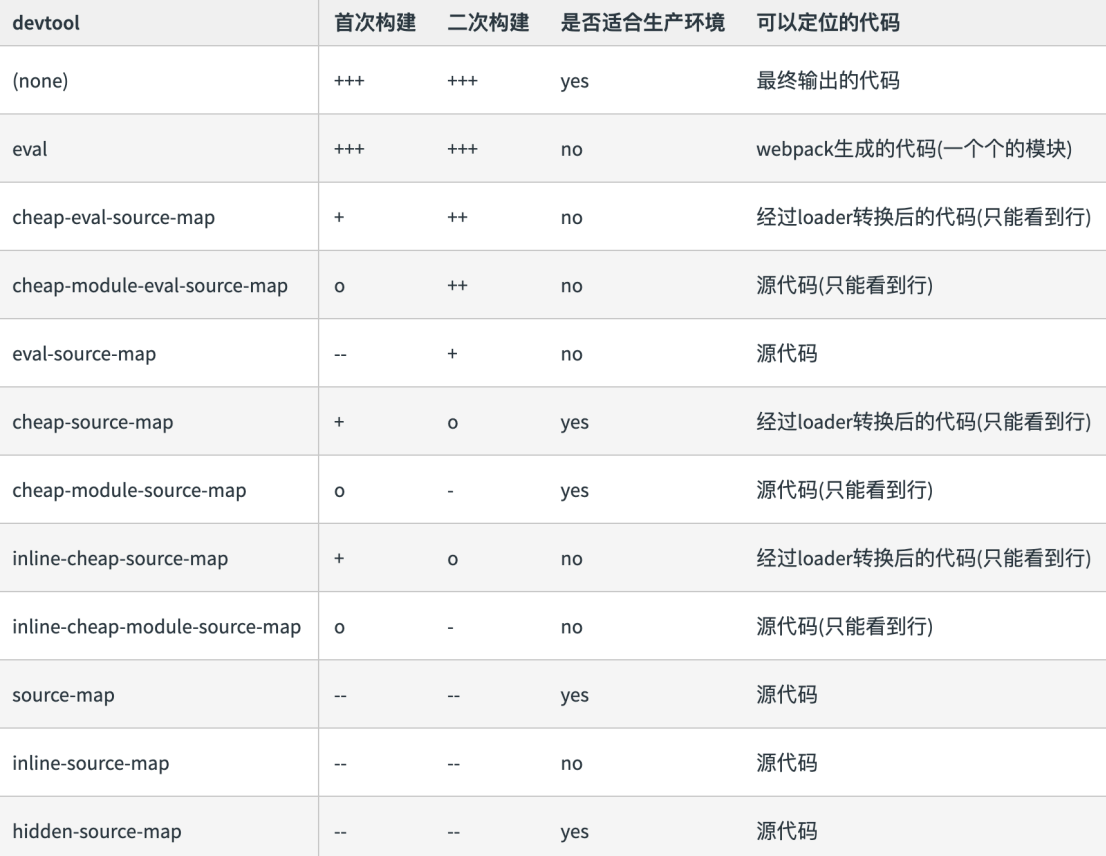 devtool 首次构建 二次构建 是否适合生产环境 可以定位的代码
(none) +++ +++ yes 最终输出的代码
eval +++ +++ no webpack生成的代码(一个个的模块)
cheap-eval-source-map + ++ no 经过loader转换后的代码(只能看到行)
cheap-module-eval-source-map o ++ no 源代码(只能看到行)
eval-source-map -- + no 源代码
cheap-source-map + o yes 经过loader转换后的代码(只能看到行)
cheap-module-source-map o - yes 源代码(只能看到行)
inline-cheap-source-map + o no 经过loader转换后的代码(只能看到行)
inline-cheap-module-source-map o - no 源代码(只能看到行)
source-map -- -- yes 源代码
inline-source-map -- -- no 源代码
hidden-source-map -- -- yes 源代码